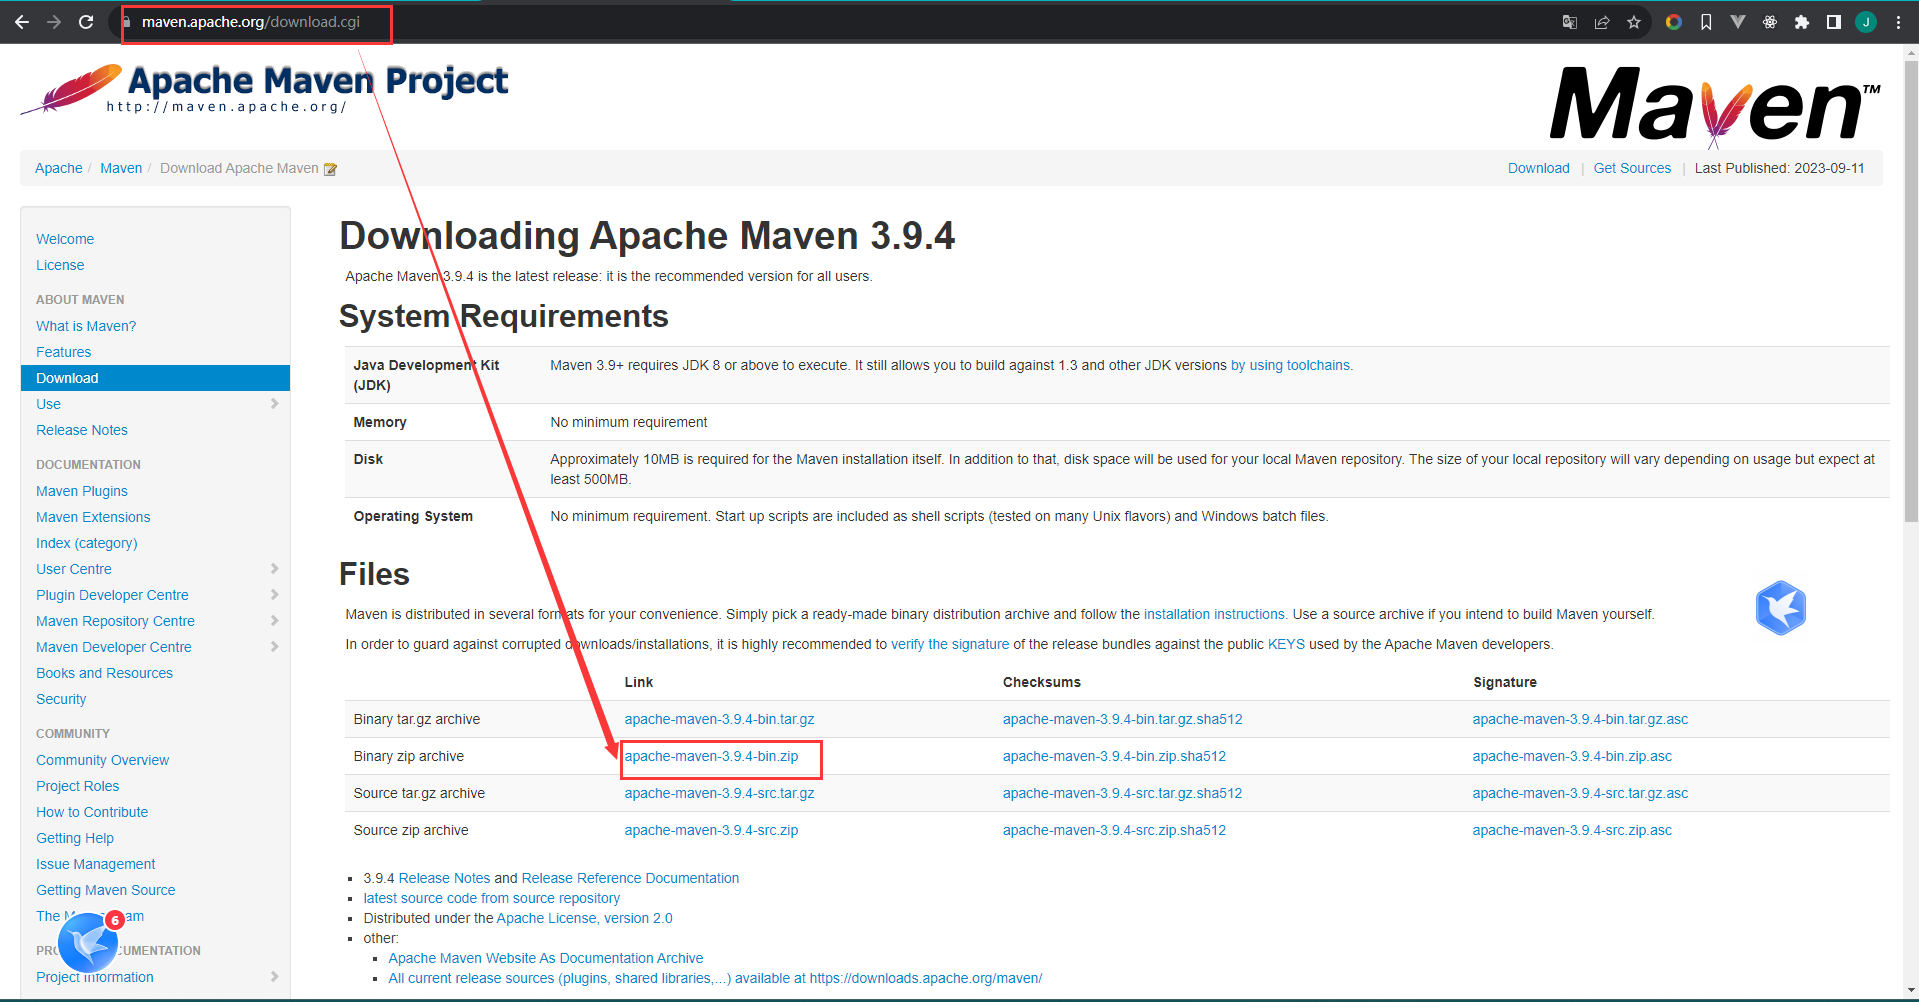 maven.apache.org/download.cgi
J
Apache Maven Project
http://maven.apache.org/
Maven™
Apache / Maven / Download Apache Maven
Download | Get Sources | Last Published: 2023-09-11
Welcome
License
ABOUT MAVEN
What is Maven?
Features
Download
Use
Release Notes
DOCUMENTATION
Maven Plugins
Maven Extensions
Index (category)
User Centre
Plugin Developer Centre
Maven Repository Centre
Maven Developer Centre
Books and Resources
Security
COMMUNITY
Community Overview
Project Roles
How to Contribute
Getting Help
Issue Management
Getting Maven Source
The M am
6
PR CUMENTATION
Project Information
Downloading Apache Maven 3.9.4
Apache Maven 3.9.4 is the latest release: it is the recommended version for all users.
System Requirements
Java Development Kit
(JDK)
Maven 3.9+ requires JDK 8 or above to execute. It still allows you to build against 1.3 and other JDK versions by using toolchains.
Memory
No minimum requirement
Disk
Approximately 10MB is required for the Maven installation itself. In addition to that, disk space will be used for your local Maven repository. The size of your local repository will vary depending on usage but expect at
least 500MB.
Operating System
No minimum requirement. Start up scripts are included as shell scripts (tested on many Unix flavors) and Windows batch files.
Files
Maven is distributed in several formats for your convenience. Simply pick a ready-made binary distribution archive and follow the installation instructions. Use a source archive if you intend to build Maven yourself.
In order to guard against corrupted downloads/installations, it is highly recommended to verify the signature of the release bundles against the public KEYS used by the Apache Maven developers.
Link Checksums Signature
Binary tar.gz archive apache-maven-3.9.4-bin.tar.gz apache-maven-3.9.4-bin.tar.gz.sha512 apache-maven-3.9.4-bin.tar.gz.asc
Binary zip archive apache-maven-3.9.4-bin.zip apache-maven-3.9.4-bin.zip.sha512 apache-maven-3.9.4-bin.zip.asc
Source tar.gz archive apache-maven-3.9.4-src.tar.gz apache-maven-3.9.4-src.tar.gz.sha512 apache-maven-3.9.4-src.tar.gz.asc
Source zip archive apache-maven-3.9.4-src.zip apache-maven-3.9.4-src.zip.sha512 apache-maven-3.9.4-src.zip.asc
3.9.4 Release Notes and Release Reference Documentation
latest source code from source repository
Distributed under the Apache License, version 2.0
other:
Apache Maven Website As Documentation Archive
All current release sources (plugins, shared libraries,...) available at https://downloads.apache.org/maven/